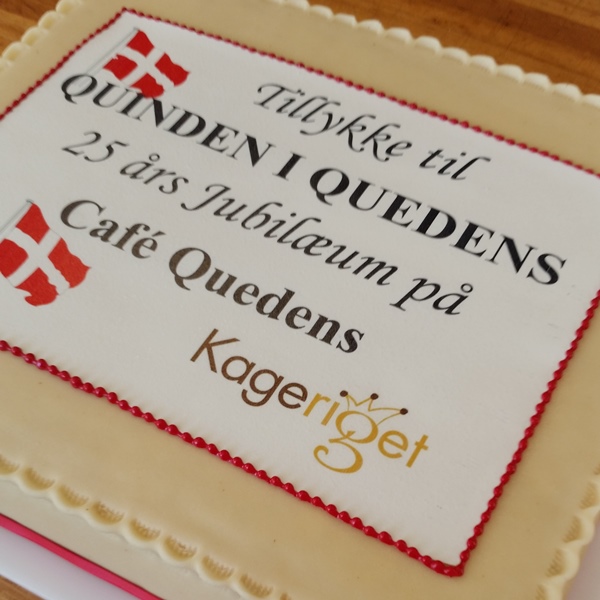 Tillykke til
QUINDEN I QUEDENS
25 års Jubilæum på
Café Quedens
Kageriget